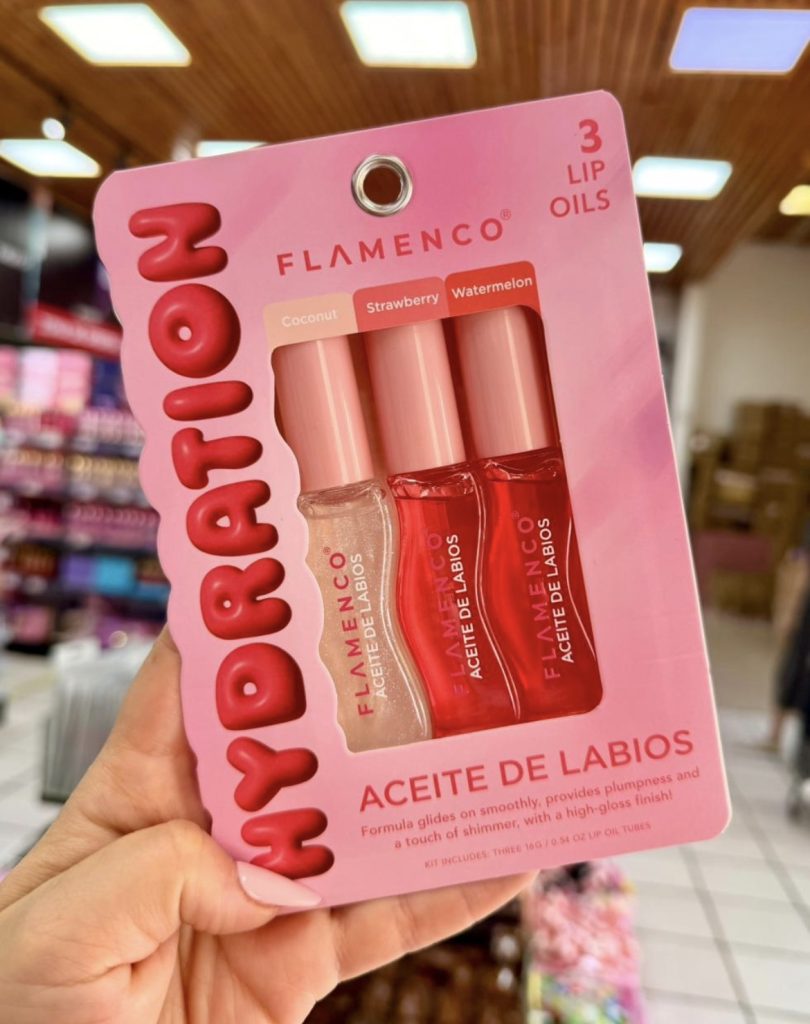 3
LIP
OILS
FLAMENCO®
HYDRATION
Coconut
Strawberry
Watermelon
FLAMENCO®
ACEITE DE LABIOS
FLAMENCO®
ACEITE DE LABIOS
FLAMENCO®
ACEITE DE LABIOS
ACEITE DE LABIOS
Formula glides on smoothly, provides plumpness and
a touch of shimmer, with a high-gloss finish!
KIT INCLUDES: THREE 16G / 0.54 OZ LIP OIL TUBES